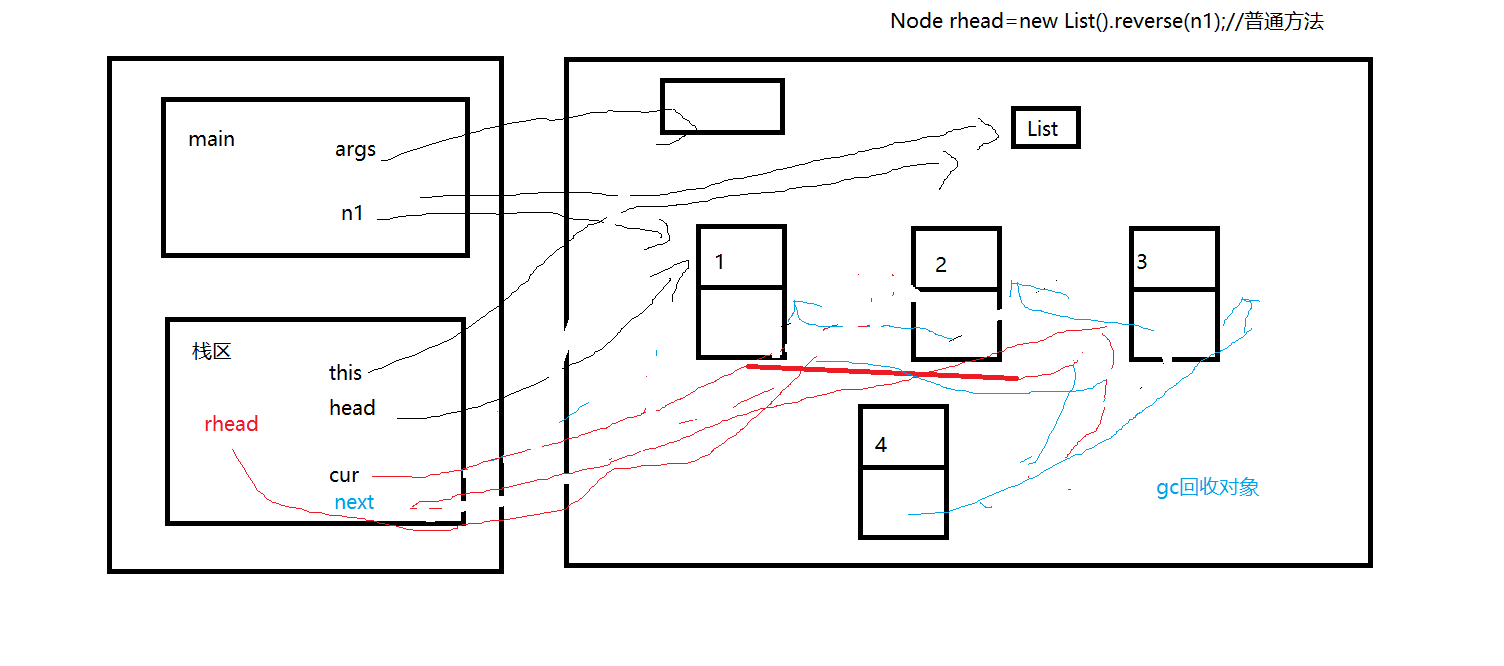 Node rhead=new List().reverse(n1);//普通方法
main
args
n1
List
1
2
3
栈区
this
head
rhead
cur
next
4
gc回收对象